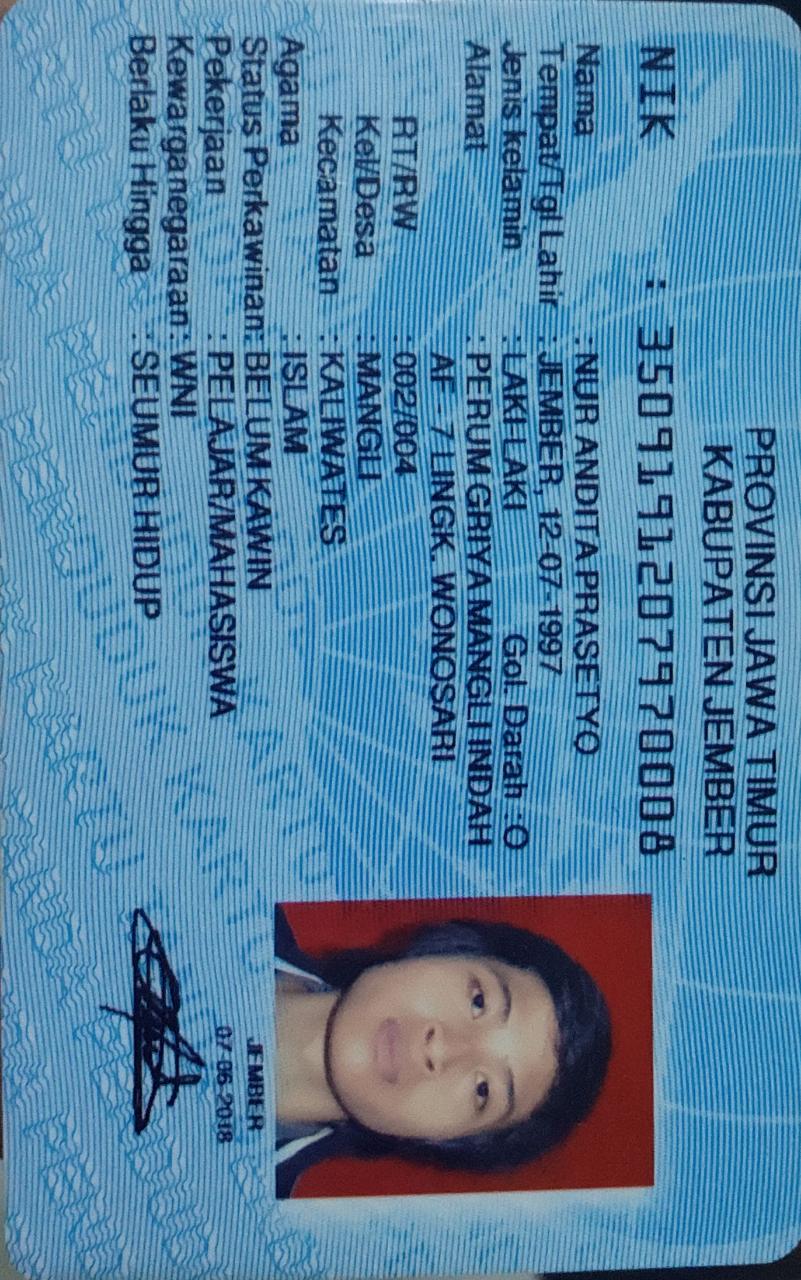 PROVINSI JAWA TIMUR
KABUPATEN JEMBER
NIK : 3509191207970008
Nama : NUR ANDITA PRASETYO
Tempat/Tgl Lahir : JEMBER, 12-07-1997
Jenis kelamin : LAKI-LAKI Gol. Darah : O
Alamat : PERUM GRIYA MANGLI INDAH
AF - 7 LINGK. WONOSARI
RT/RW : 002/004
Kel/Desa : MANGLI
Kecamatan : KALIWATES
Agama : ISLAM
Status Perkawinan: BELUM KAWIN
Pekerjaan : PELAJAR/MAHASISWA
Kewarganegaraan: WNI
Berlaku Hingga : SEUMUR HIDUP
JEMBER
07-06-2018